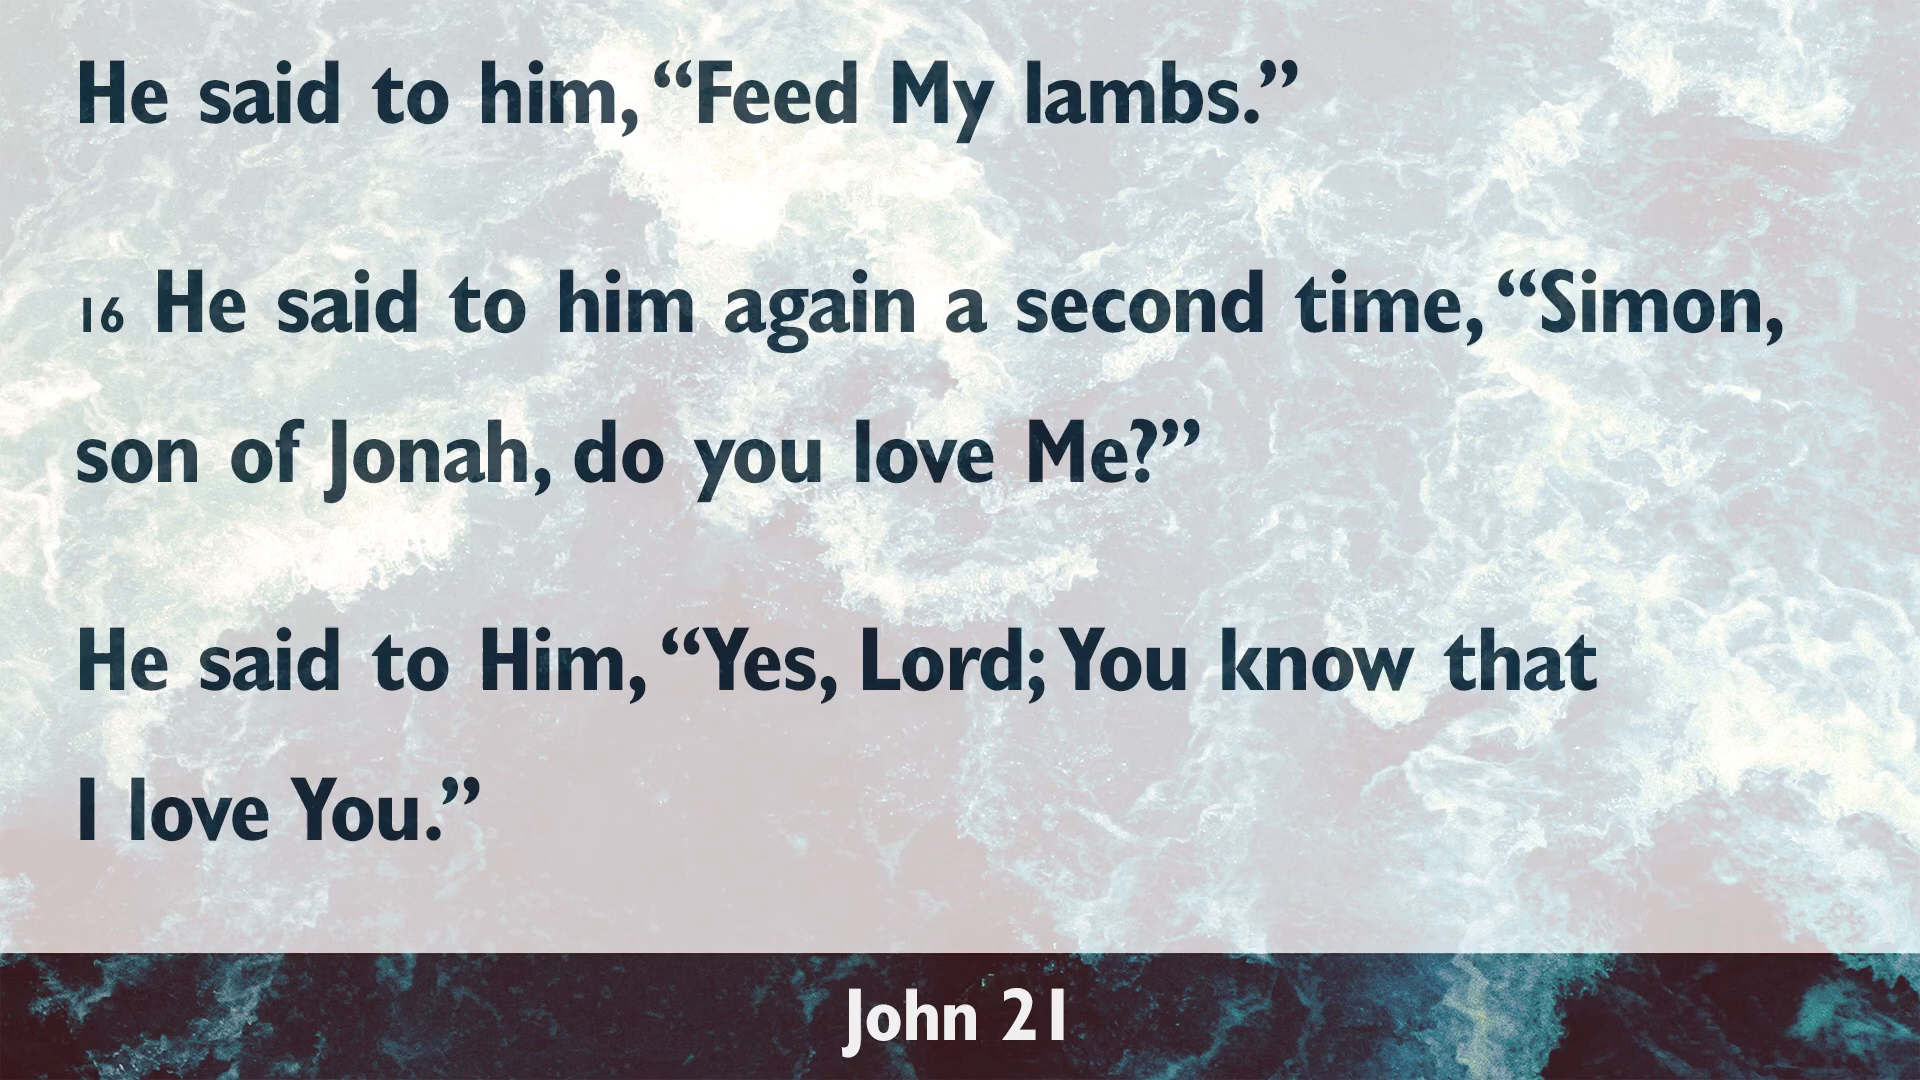 He said to him, “Feed My lambs.”
16 He said to him again a second time, “Simon,
son of Jonah, do you love Me?”
He said to Him, “Yes, Lord; You know that
I love You.”
John 21